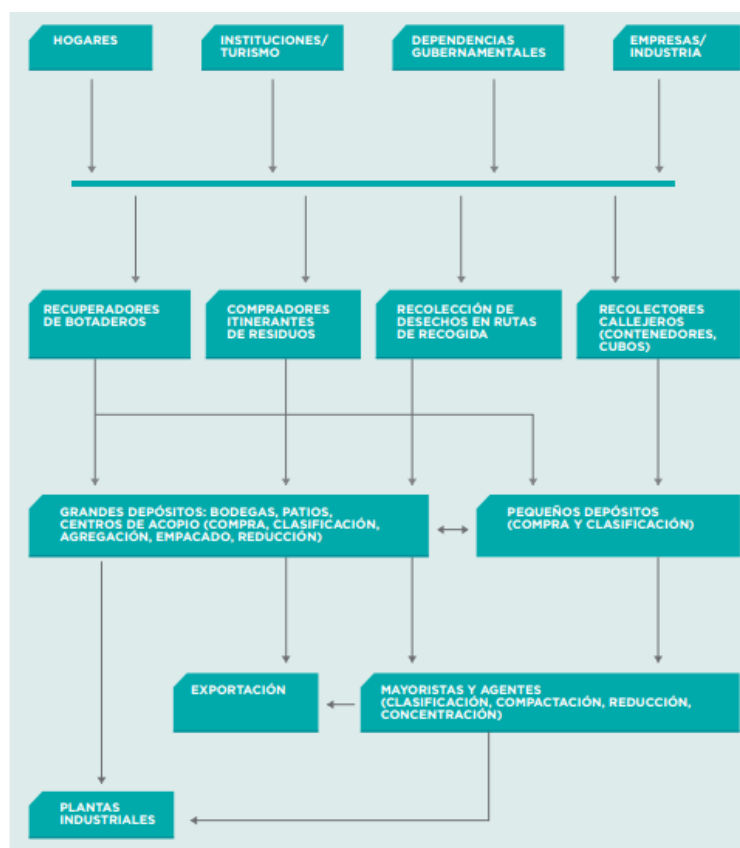 HOGARES
INSTITUCIONES/
TURISMO
DEPENDENCIAS
GUBERNAMENTALES
EMPRESAS/
INDUSTRIA
RECUPERADORES
DE BOTADEROS
COMPRADORES
ITINERANTES
DE RESIDUOS
RECOLECCIÓN DE
DESECHOS EN RUTAS
DE RECOGIDA
RECOLECTORES
CALLEJEROS
(CONTENEDORES,
CUBOS)
GRANDES DEPÓSITOS: BODEGAS, PATIOS,
CENTROS DE ACOPIO (COMPRA, CLASIFICACIÓN,
AGREGACIÓN, EMPACADO, REDUCCIÓN)
PEQUEÑOS DEPÓSITOS
(COMPRA Y CLASIFICACIÓN)
EXPORTACIÓN
MAYORISTAS Y AGENTES
(CLASIFICACIÓN, COMPACTACIÓN, REDUCCIÓN,
CONCENTRACIÓN)
PLANTAS
INDUSTRIALES